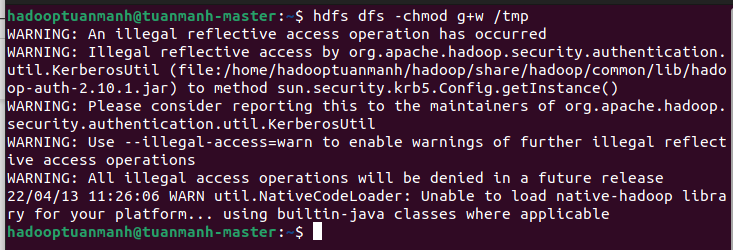 hadooptuanmanh@tuanmanh-master:~$ hdfs dfs -chmod g+w /tmp
WARNING: An illegal reflective access operation has occurred
WARNING: Illegal reflective access by org.apache.hadoop.security.authentication.
util.KerberosUtil (file:/home/hadooptuanmanh/hadoop/share/hadoop/common/lib/hado
op-auth-2.10.1.jar) to method sun.security.krb5.Config.getInstance()
WARNING: Please consider reporting this to the maintainers of org.apache.hadoop.
security.authentication.util.KerberosUtil
WARNING: Use --illegal-access=warn to enable warnings of further illegal reflect
ive access operations
WARNING: All illegal access operations will be denied in a future release
22/04/13 11:26:06 WARN util.NativeCodeLoader: Unable to load native-hadoop libra
ry for your platform... using builtin-java classes where applicable
hadooptuanmanh@tuanmanh-master:~$